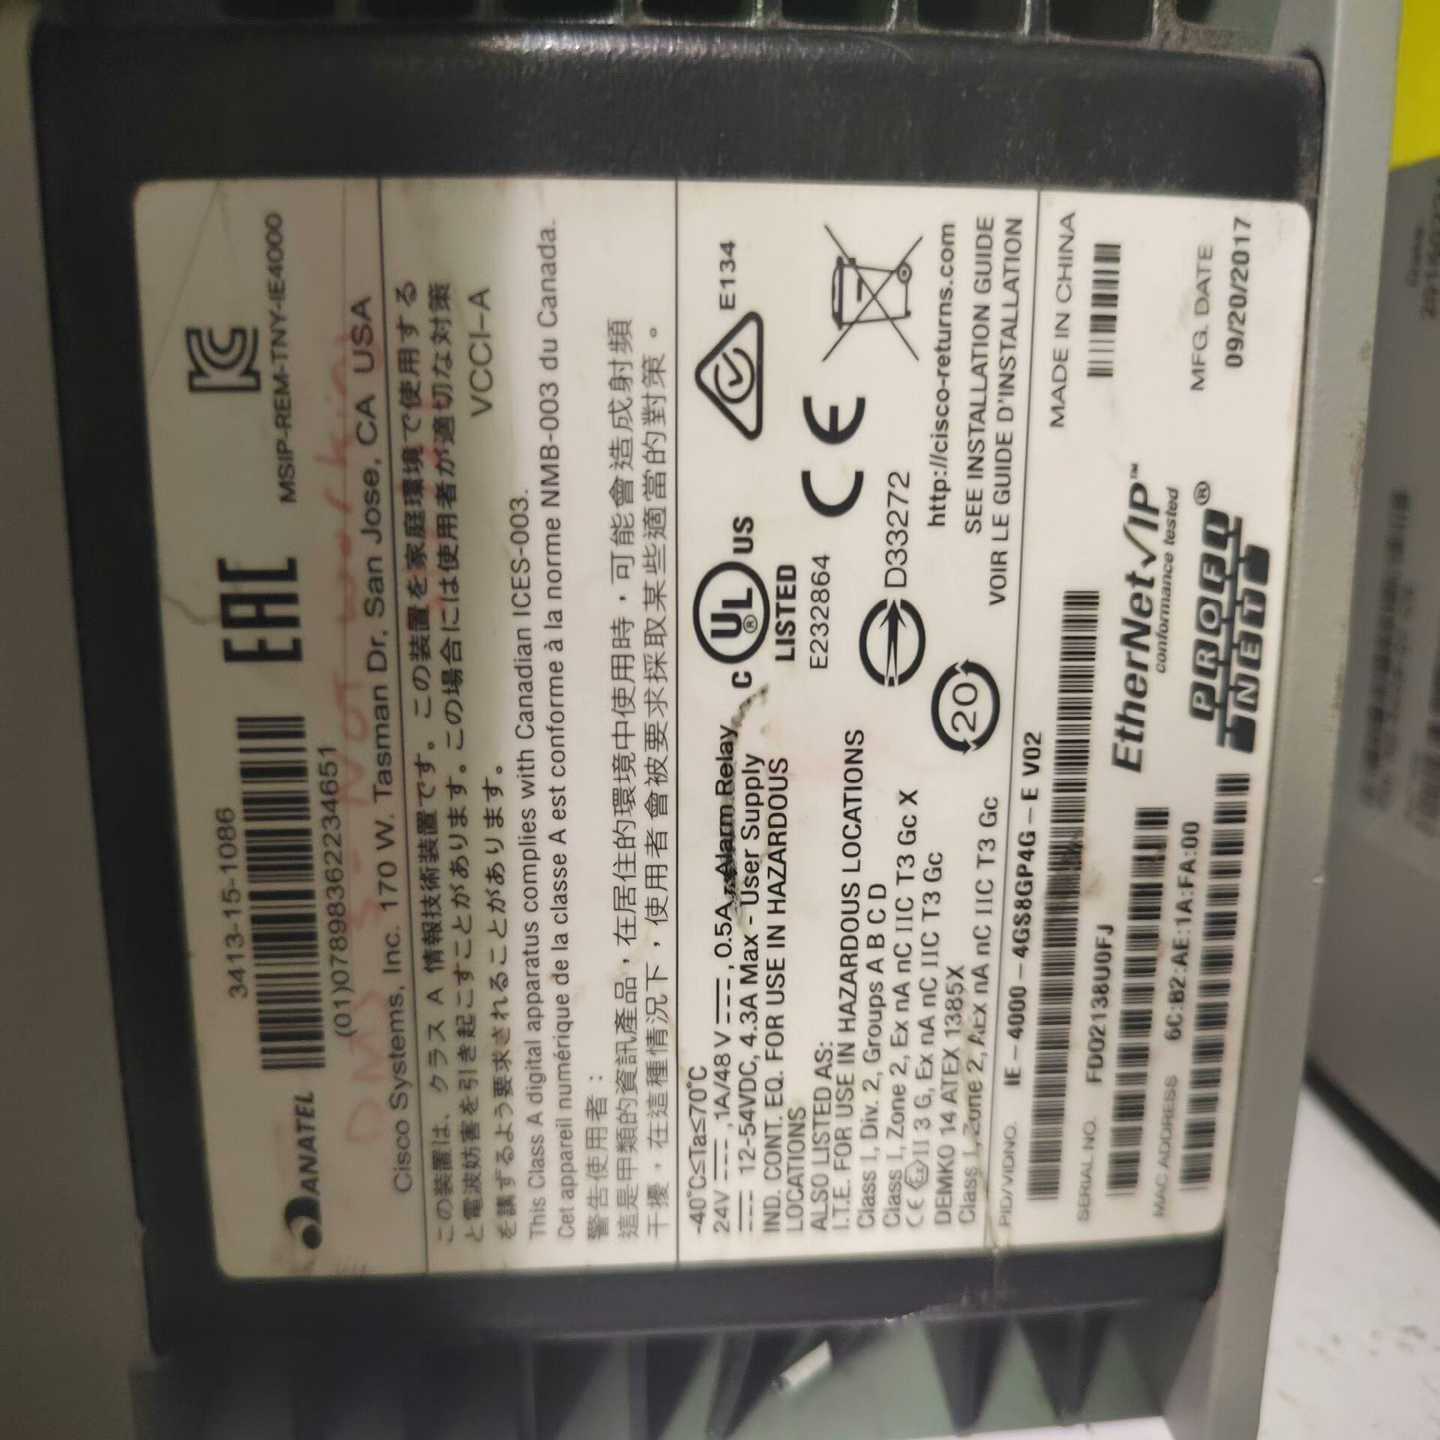 3413-15-1086
EAC
ANATEL
(01)07898362234651
MSIP-REM-TNY-IE4000
DMS 3 - NOT working
Cisco Systems, Inc. 170 W. Tasman Dr. San Jose, CA USA
この装置は、クラス A 情報技術装置です。この装置を家庭環境で使用する
と電波妨害を引き起こすことがあります。この場合には使用者が適切な対策
を講ずるよう要求されることがあります。
VCCI-A
This Class A digital apparatus complies with Canadian ICES-003.
Cet appareil numérique de la classe A est conforme à la norme NMB-003 du Canada.
警告使用者：
這是甲類的資訊產品，在居住的環境中使用時，可能會造成射頻
干擾，在這種情況下，使用者會被要求採取某些適當的對策。
-40°C≤Ta≤70°C
24V ⎓, 1A/48 V ⎓, 0.5A, Alarm Relay
⎓ 12-54VDC, 4.3A Max - User Supply
IND. CONT. EQ. FOR USE IN HAZARDOUS
LOCATIONS
ALSO LISTED AS:
I.T.E. FOR USE IN HAZARDOUS LOCATIONS
Class I, Div. 2, Groups A B C D
Class I, Zone 2, Ex nA nC IIC T3 Gc X
CE Ex II 3 G, Ex nA nC IIC T3 Gc
DEMKO 14 ATEX 1385X
Class I, Zone 2, AEx nA nC IIC T3 Gc
C UL® US
LISTED
E232864
E134
CE
D33272
20
http://cisco-returns.com
SEE INSTALLATION GUIDE
VOIR LE GUIDE D'INSTALLATION
PID/VIDNO. IE-4000-4GS8GP4G-E V02
MADE IN CHINA
SERIAL NO. FDO2138U0FJ
EtherNet/IP™
conformance tested
MAC ADDRESS 6C:B2:AE:1A:FA:00
PROFI®
NET
MFG. DATE
09/20/2017